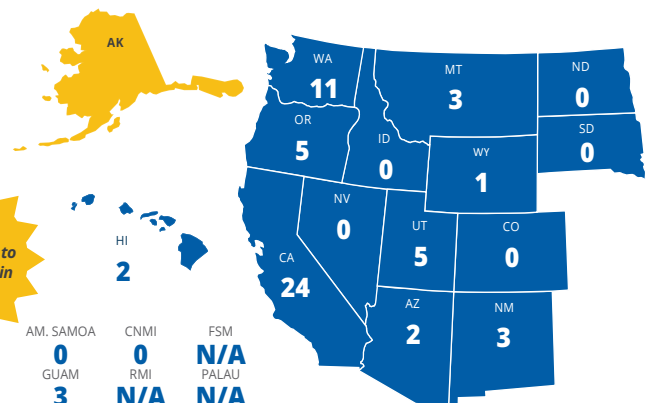 AK
WA
11
MT
3
ND
0
OR
5
ID
0
SD
0
WY
1
NV
0
UT
5
CO
0
CA
24
HI
2
to
in
AZ
2
NM
3
AM. SAMOA CNMI FSM
0 0 N/A
GUAM RMI PALAU
3 N/A N/A